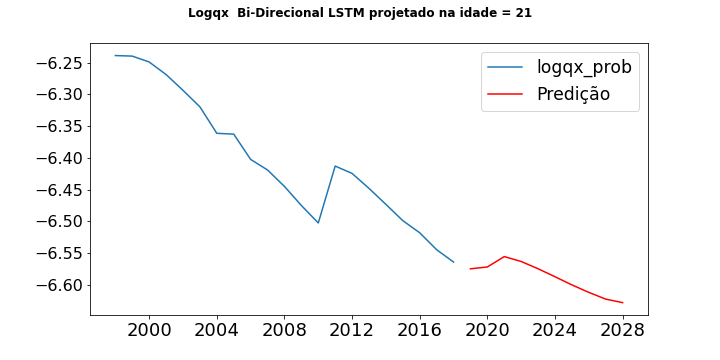 Logqx  Bi-Direcional LSTM projetado na idade = 21
logqx_prob
Predição
−6.25
−6.30
−6.35
−6.40
−6.45
−6.50
−6.55
−6.60
2000 2004 2008 2012 2016 2020 2024 2028